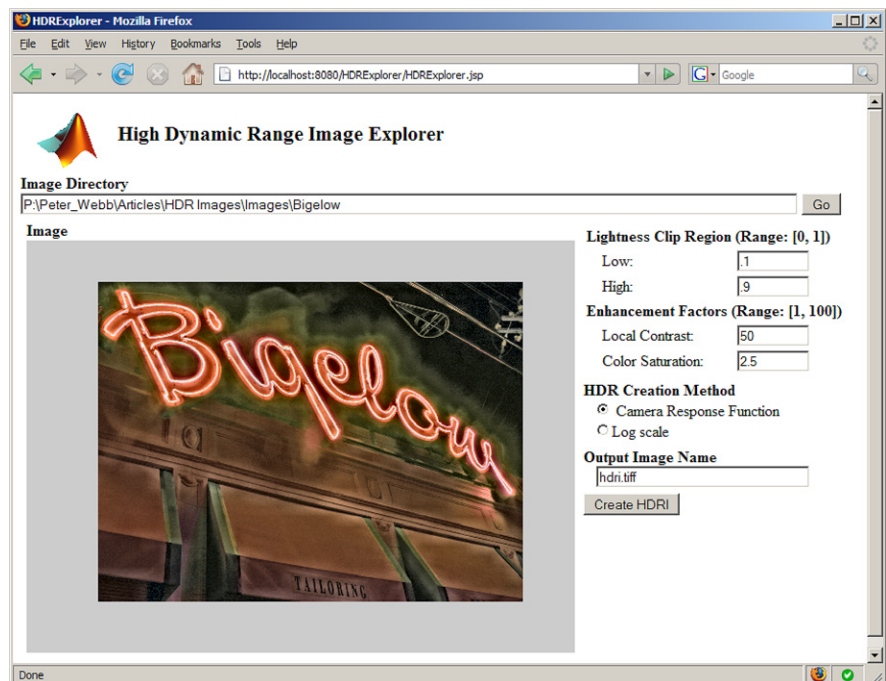 HDRExplorer - Mozilla Firefox
File Edit View History Bookmarks Tools Help
http://localhost:8080/HDRExplorer/HDRExplorer.jsp
G Google
High Dynamic Range Image Explorer
Image Directory
P:\Peter_Webb\Articles\HDR Images\Images\Bigelow Go
Image
Bigelow
TAILORING
Lightness Clip Region (Range: [0, 1])
Low: .1
High: .9
Enhancement Factors (Range: [1, 100])
Local Contrast: 50
Color Saturation: 2.5
HDR Creation Method
Camera Response Function
Log scale
Output Image Name
hdri.tiff
Create HDRI
Done